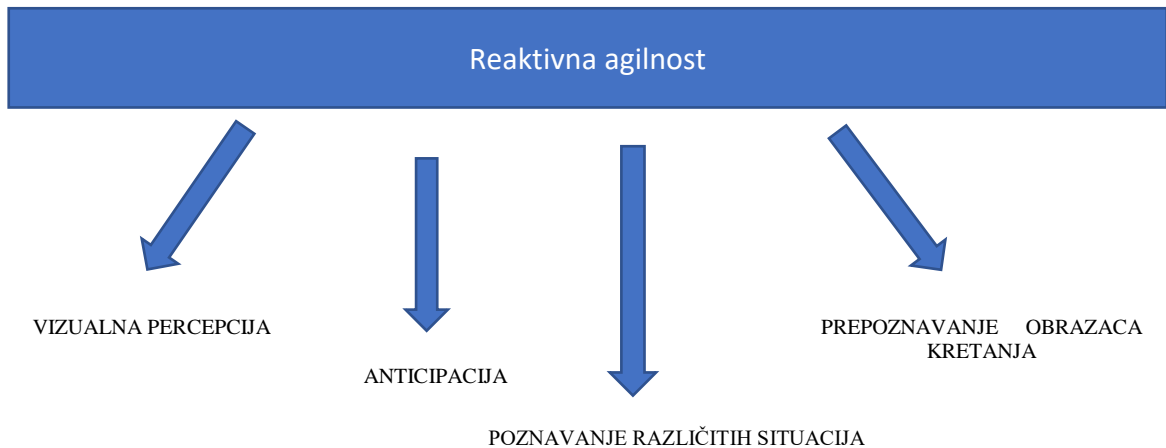 Reaktivna agilnost
VIZUALNA PERCEPCIJA
ANTICIPACIJA
POZNAVANJE RAZLIČITIH SITUACIJA
PREPOZNAVANJE OBRAZACA
KRETANJA